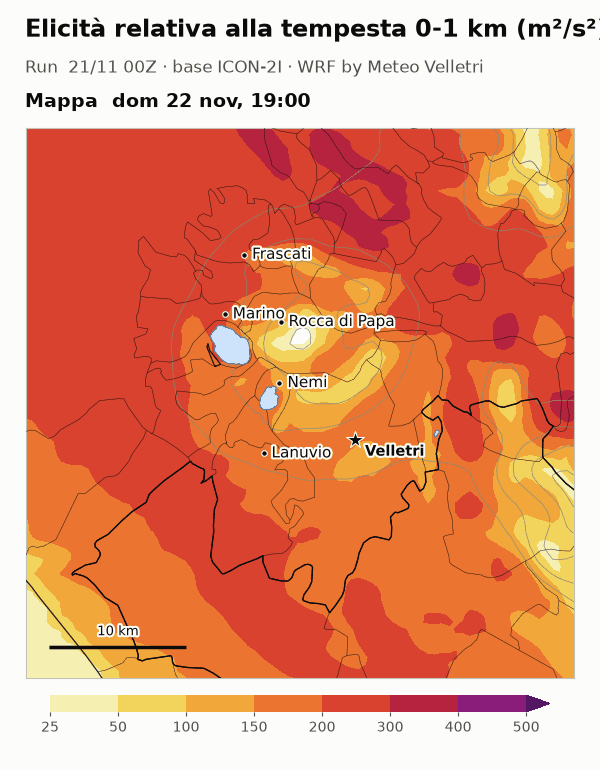 Elicità relativa alla tempesta 0-1 km (m²/s²)
Run  21/11 00Z · base ICON-2I · WRF by Meteo Velletri
Mappa  dom 22 nov, 19:00
Frascati
Marino
Rocca di Papa
Nemi
Velletri
Lanuvio
10 km
25 50 100 150 200 300 400 500